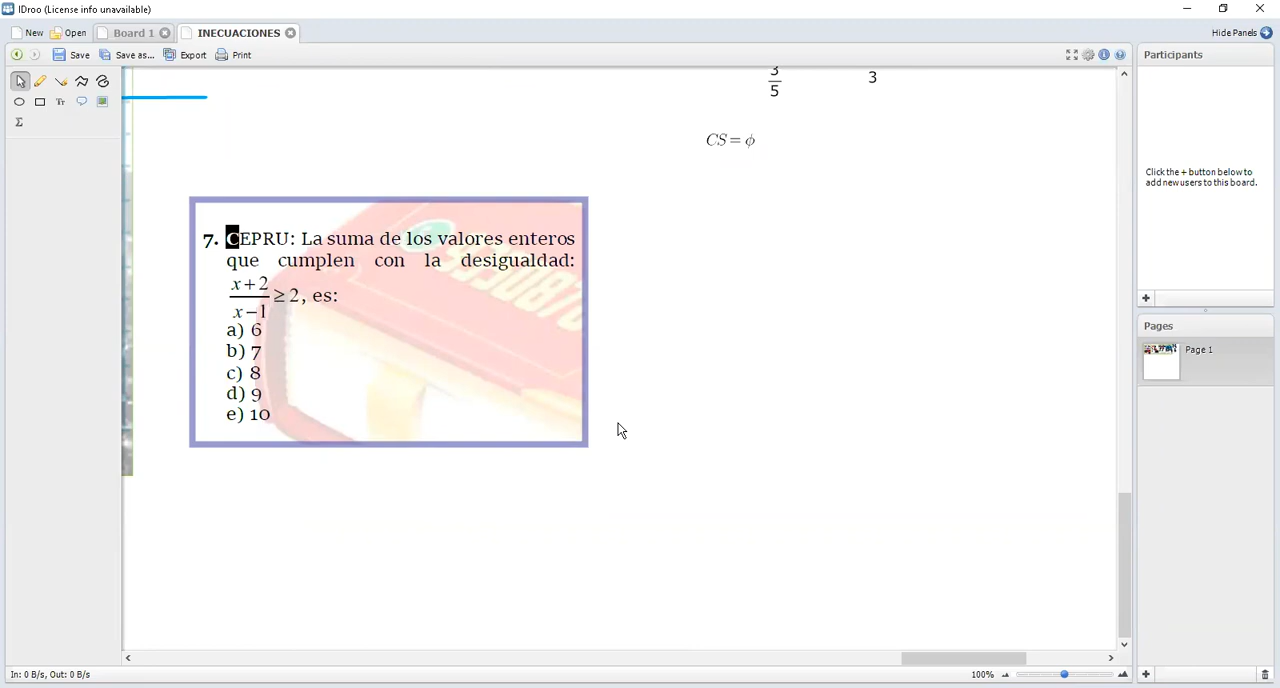 IDroo (License info unavailable)
New Open Board 1 INECUACIONES Hide Panels
Save Save as... Export Print
Participants
Tr
Σ
3
5
3
CS = ϕ
Click the + button below to
add new users to this board.
7. CEPRU: La suma de los valores enteros
que cumplen con la desigualdad:
x+2
x−1
≥ 2, es:
a) 6
b) 7
c) 8
d) 9
e) 10
Pages
Page 1
In: 0 B/s, Out: 0 B/s
100%